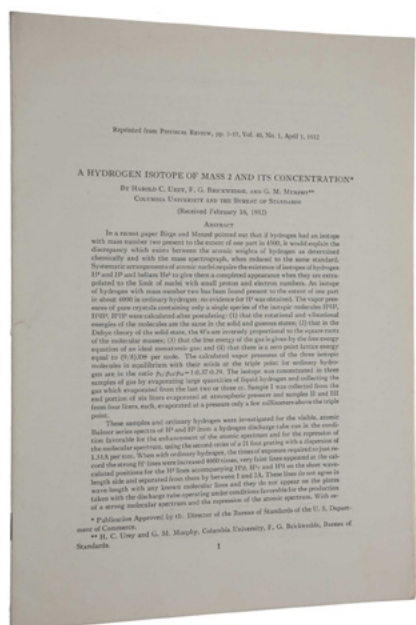 Reprinted from PHYSICAL REVIEW, pp. 1-15, Vol. 40, No. 1, April 1, 1932
A HYDROGEN ISOTOPE OF MASS 2 AND ITS CONCENTRATION*
BY HAROLD C. UREY, F. G. BRICKWEDDE, AND G. M. MURPHY**
COLUMBIA UNIVERSITY AND THE BUREAU OF STANDARDS
(Received February 16, 1932)
ABSTRACT
In a recent paper Birge and Menzel pointed out that if hydrogen had an isotope
with mass number two present to the extent of one part in 4500, it would explain the
discrepancy which exists between the atomic weights of hydrogen as determined
chemically and with the mass spectrograph, when reduced to the same standard.
Systematic arrangements of atomic nuclei require the existence of isotopes of hydrogen
H² and H³ and helium He⁵ to give them a completed appearance when they are extra-
polated to the limit of nuclei with small proton and electron numbers. An isotope
of hydrogen with mass number two has been found present to the extent of one part
in about 4000 in ordinary hydrogen; no evidence for H³ was obtained. The vapor pres-
sures of pure crystals containing only a single species of the isotopic molecules H¹H¹,
H¹H², H¹H³ were calculated after postulating: (1) that the rotational and vibrational
energies of the molecules are the same in the solid and gaseous states; (2) that in the
Debye theory of the solid state, the θ's are inversely proportional to the square roots
of the molecular masses; (3) that the free energy of the gas is given by the free energy
equation of an ideal monatomic gas; and (4) that there is a zero point lattice energy
equal to (9/8)Rθ per mole. The calculated vapor pressures of the three isotopic
molecules in equilibrium with their solids at the triple point for ordinary hydro-
gen are in the ratio
The isotope was concentrated in three
samples of gas by evaporating large quantities of liquid hydrogen and collecting the
gas which evaporated from the last two or three cc. Sample I was collected from the
end portion of six liters evaporated at atmospheric pressure and samples II and III
from four liters, each, evaporated at a pressure only a few millimeters above the triple
point.
These samples and ordinary hydrogen were investigated for the visible, atomic
Balmer series spectra of H² and H³ from a hydrogen discharge tube run in the condi-
tion favorable for the enhancement of the atomic spectrum and for the repression of
the molecular spectrum, using the second order of a 21 foot grating with a dispersion of
1.31A per mm. When with ordinary hydrogen, the times of exposure required to just re-
cord the strong H¹ lines were increased 4000 times, very faint lines appeared at the cal-
culated positions for the H² lines accompanying H¹β, H¹γ and H¹δ on the short wave-
length side and separated from them by between 1 and 2A. These lines do not agree in
wave-length with any known molecular lines and they do not appear on the plates
taken with the discharge tube operating under conditions favorable for the production
of a strong molecular spectrum and the repression of the atomic spectrum. With or-
* Publication Approved by the Director of the Bureau of Standards of the U. S. Depart-
ment of Commerce.
** H. C. Urey and G. M. Murphy, Columbia University, F. G. Brickwedde, Bureau of
Standards.
1